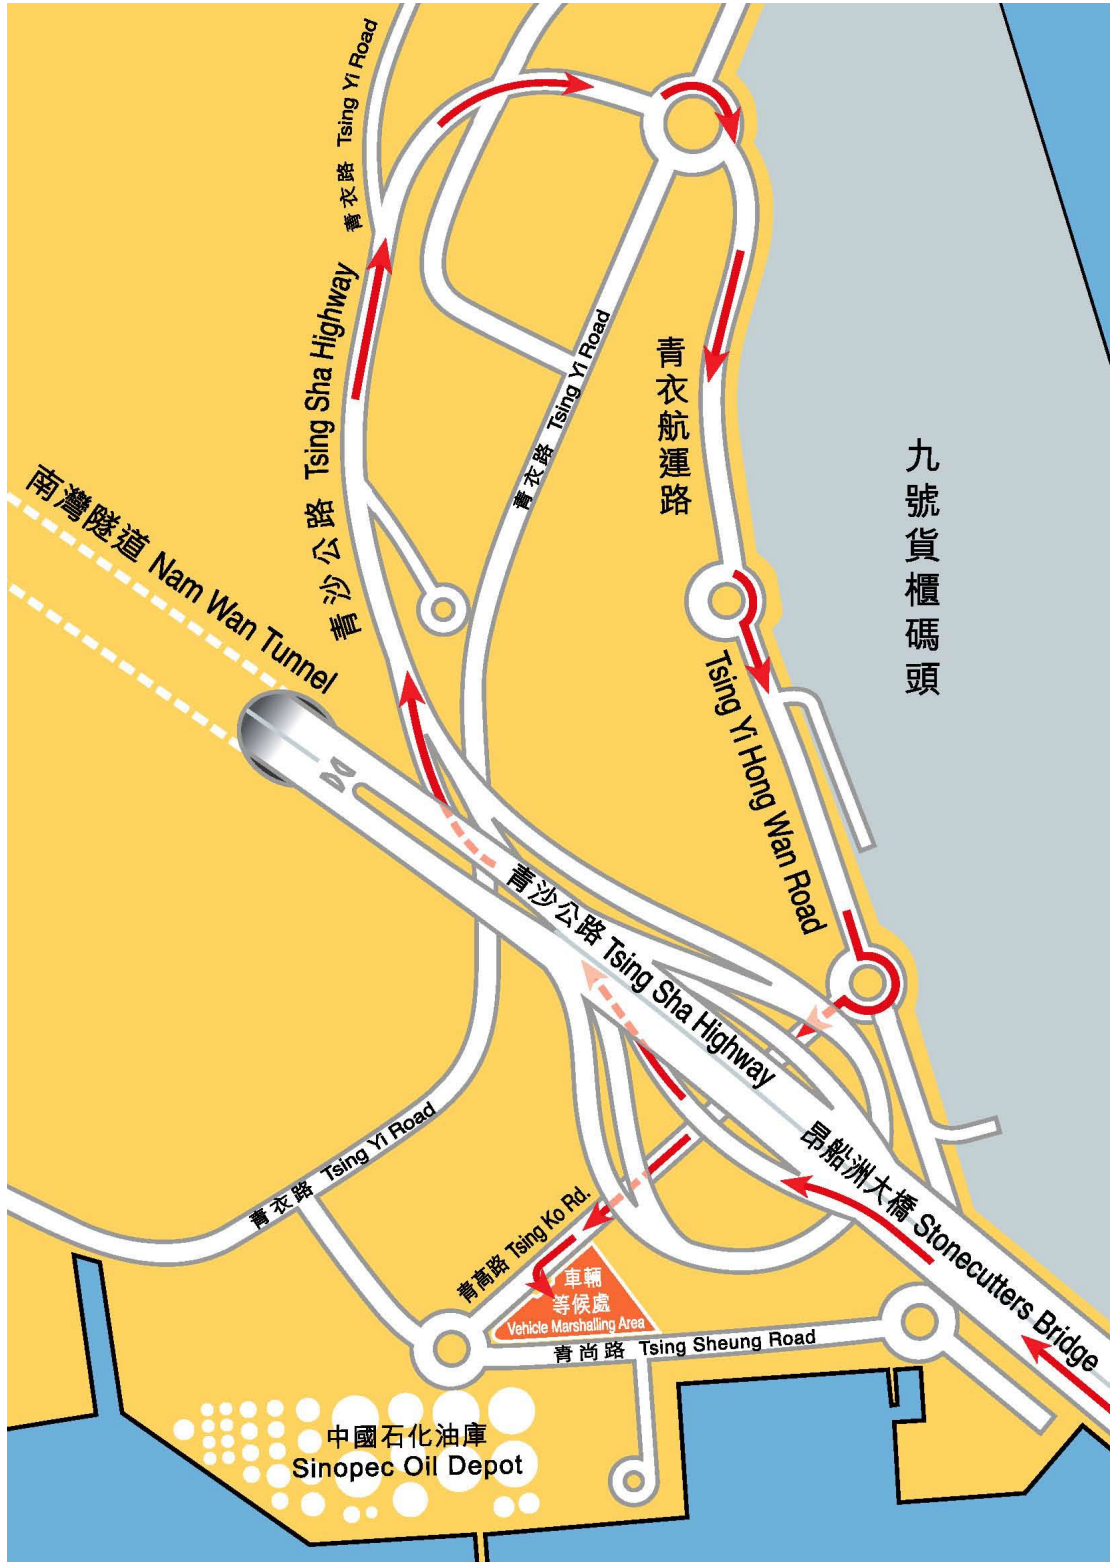 青衣路 Tsing Yi Road
青沙公路 Tsing Sha Highway
青衣路 Tsing Yi Road
青衣航運路
九號貨櫃碼頭
南灣隧道 Nam Wan Tunnel
Tsing Yi Hong Wan Road
青沙公路 Tsing Sha Highway
昂船洲大橋 Stonecutters Bridge
青衣路 Tsing Yi Road
青高路 Tsing Ko Rd.
車輛
等候處
Vehicle Marshalling Area
青尚路 Tsing Sheung Road
中國石化油庫
Sinopec Oil Depot